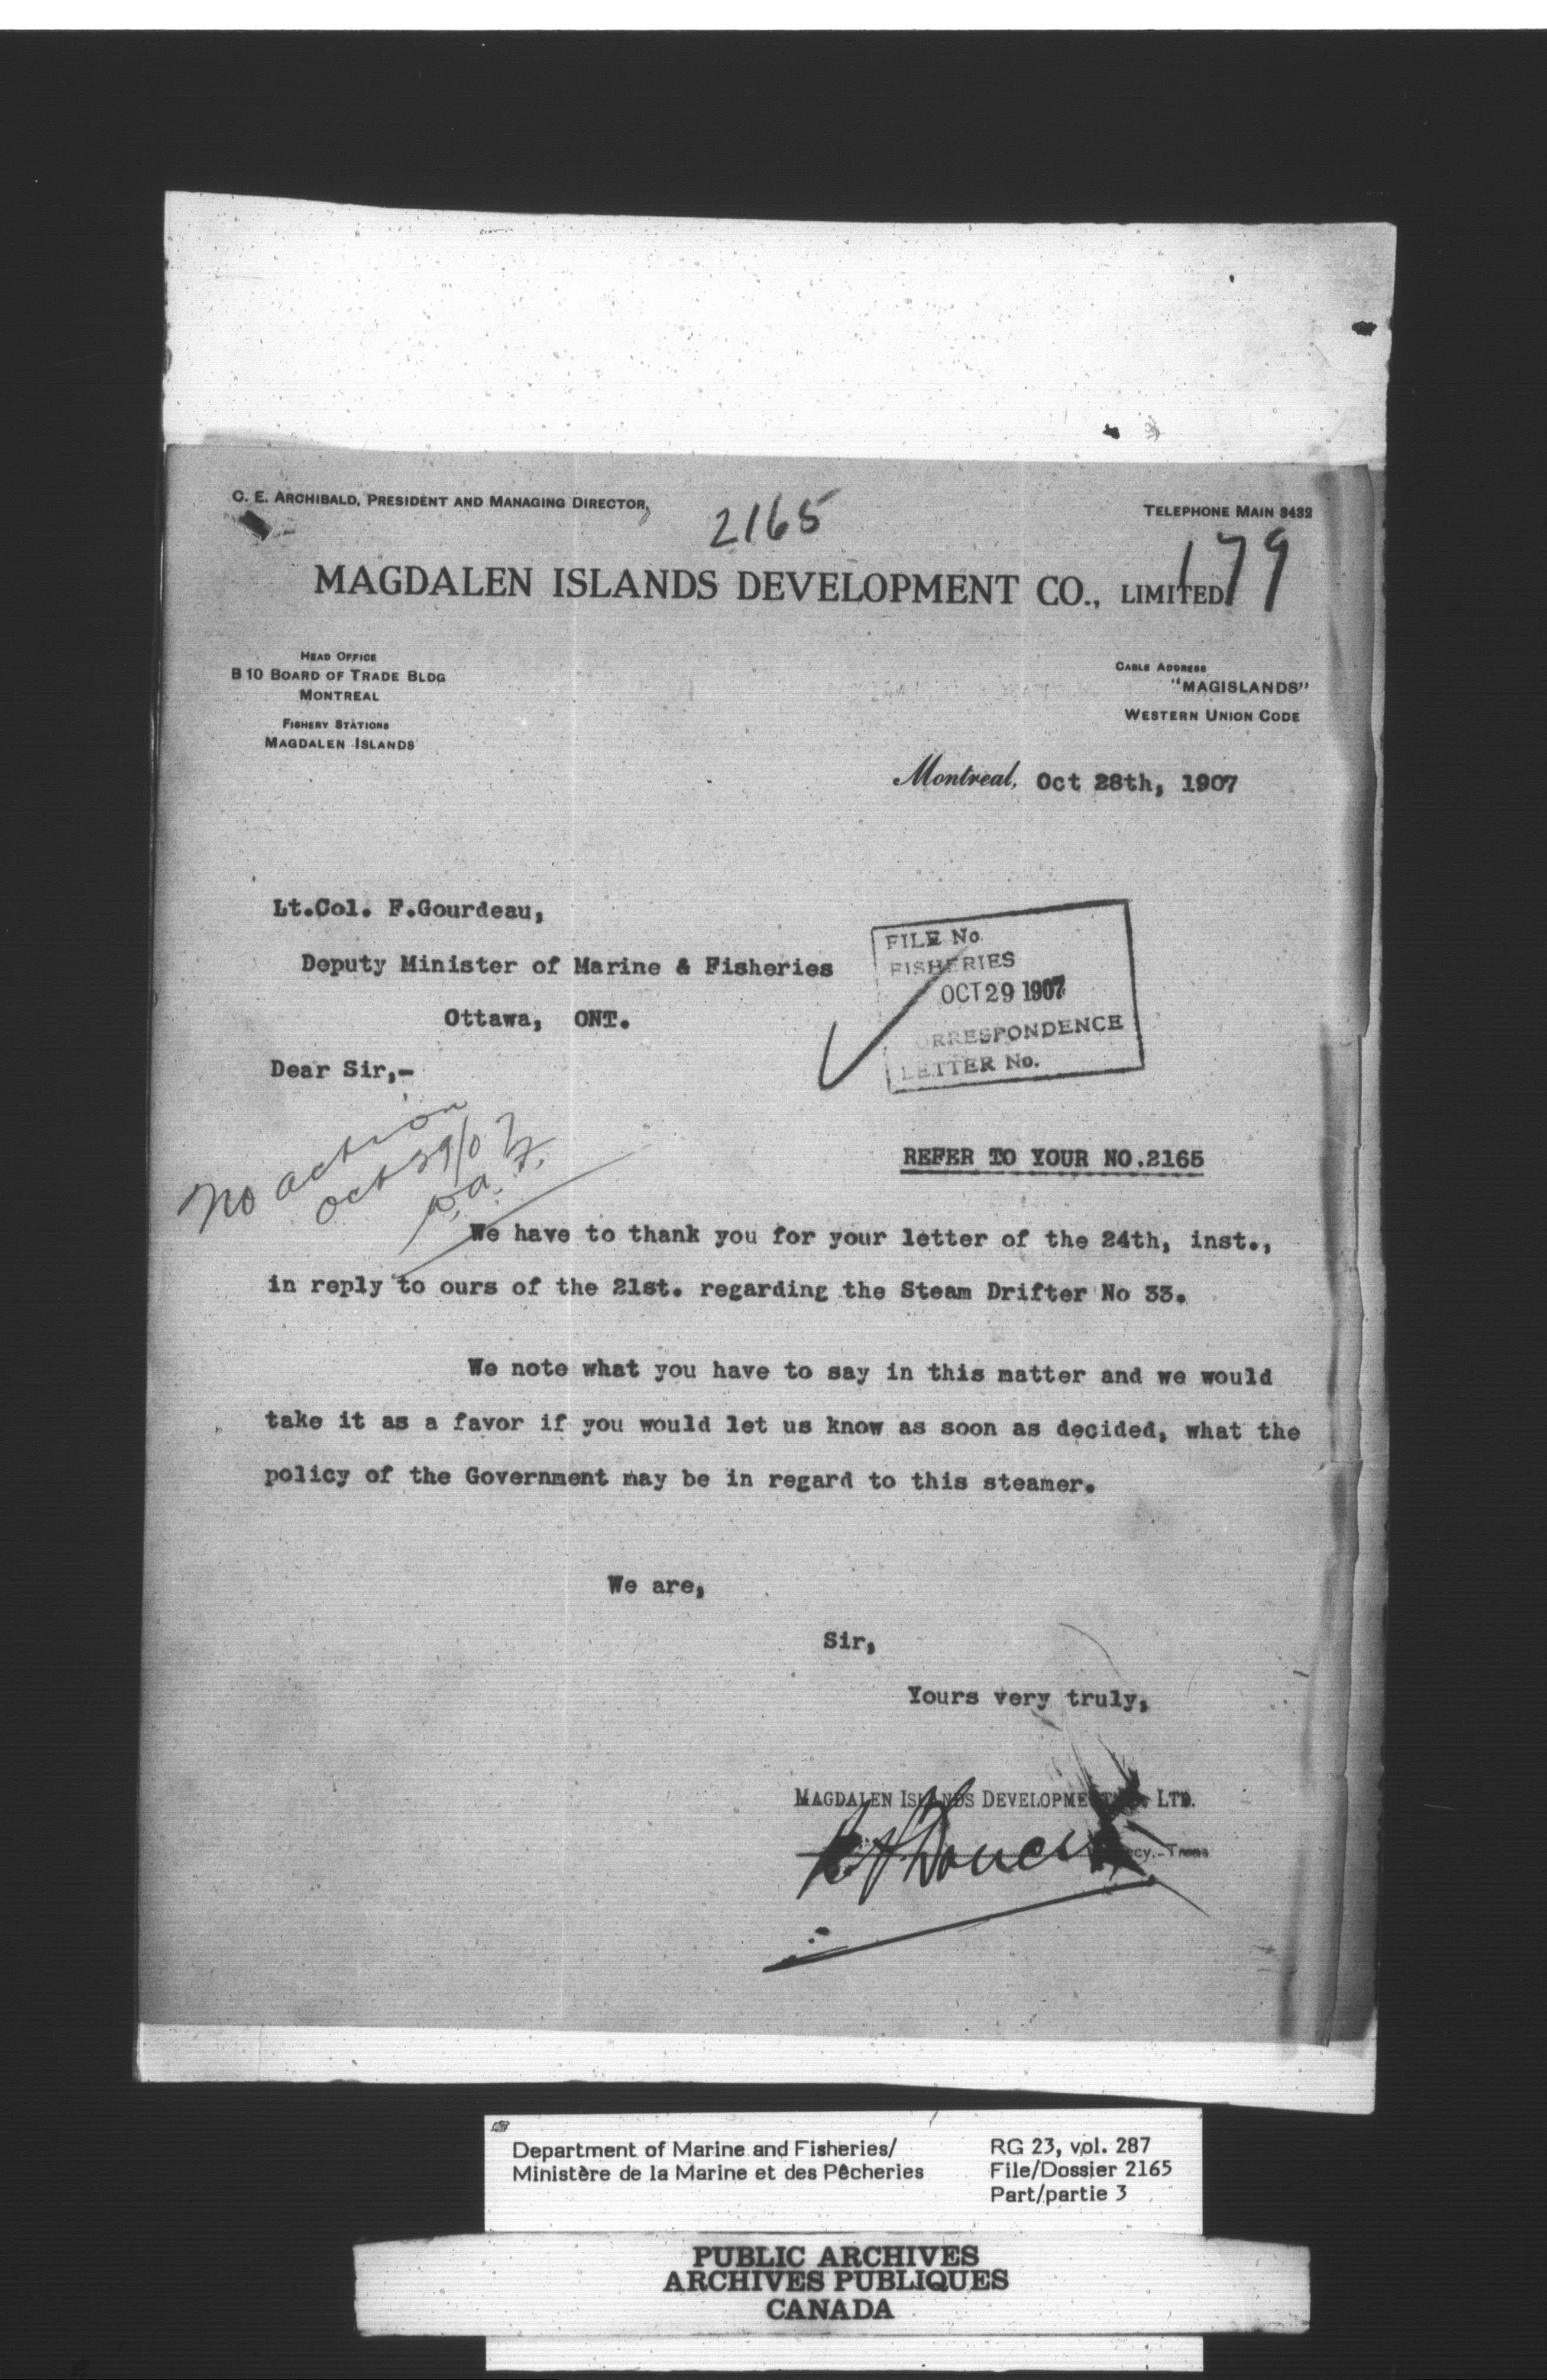 C. E. ARCHIBALD, PRESIDENT AND MANAGING DIRECTOR,
2165
TELEPHONE MAIN 3432
179
MAGDALEN ISLANDS DEVELOPMENT CO., LIMITED
HEAD OFFICE
B 10 BOARD OF TRADE BLDG
MONTREAL
FISHERY STATIONS
MAGDALEN ISLANDS
CABLE ADDRESS
"MAGISLANDS"
WESTERN UNION CODE
Montreal, Oct 28th, 1907
Lt.Col. F.Gourdeau,
Deputy Minister of Marine & Fisheries
Ottawa, ONT.
FILE No.
FISHERIES
OCT 29 1907
CORRESPONDENCE
LETTER No.
Dear Sir,-
No action
Oct 29/07
REFER TO YOUR NO.2165
We have to thank you for your letter of the 24th, inst.,
in reply to ours of the 21st. regarding the Steam Drifter No 33.
We note what you have to say in this matter and we would
take it as a favor if you would let us know as soon as decided, what the
policy of the Government may be in regard to this steamer.
We are,
Sir,
Yours very truly,
MAGDALEN ISLANDS DEVELOPMENT LTD.
Secy.-Treas
Department of Marine and Fisheries/
Ministère de la Marine et des Pêcheries
RG 23, vol. 287
File/Dossier 2165
Part/partie 3
PUBLIC ARCHIVES
ARCHIVES PUBLIQUES
CANADA